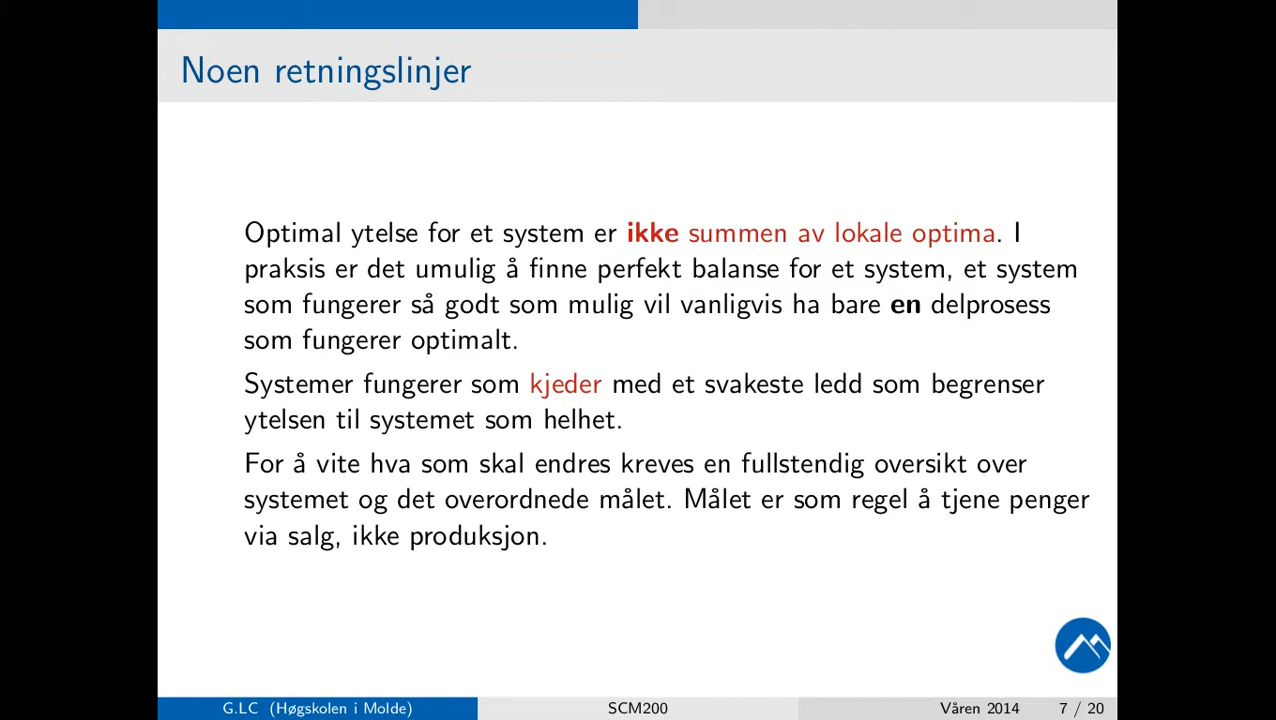 Noen retningslinjer
Optimal ytelse for et system er ikke summen av lokale optima. I
praksis er det umulig å finne perfekt balanse for et system, et system
som fungerer så godt som mulig vil vanligvis ha bare en delprosess
som fungerer optimalt.
Systemer fungerer som kjeder med et svakeste ledd som begrenser
ytelsen til systemet som helhet.
For å vite hva som skal endres kreves en fullstendig oversikt over
systemet og det overordnede målet. Målet er som regel å tjene penger
via salg, ikke produksjon.
G.LC (Høgskolen i Molde) SCM200 Våren 2014 7 / 20